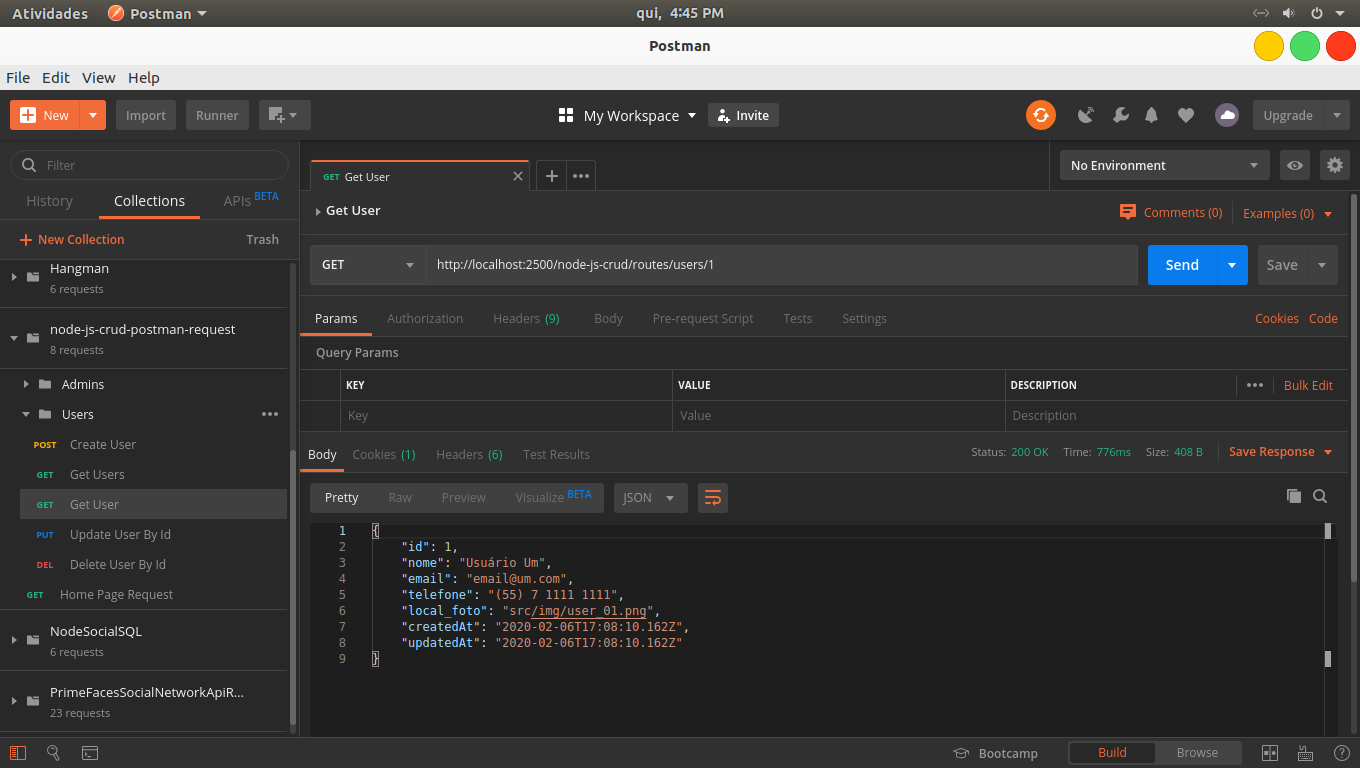 Atividades Postman qui, 4:45 PM
Postman
File Edit View Help
New Import Runner My Workspace Invite Upgrade
Filter
History Collections APIs BETA
New Collection Trash
Hangman
6 requests
node-js-crud-postman-request
8 requests
Admins
Users
POST Create User
GET Get Users
GET Get User
PUT Update User By Id
DEL Delete User By Id
GET Home Page Request
NodeSocialSQL
6 requests
PrimeFacesSocialNetworkApiR...
23 requests
GET Get User
No Environment
Get User
Comments (0) Examples (0)
GET http://localhost:2500/node-js-crud/routes/users/1 Send Save
Params Authorization Headers (9) Body Pre-request Script Tests Settings Cookies Code
Query Params
KEY VALUE DESCRIPTION Bulk Edit
Key Value Description
Body Cookies (1) Headers (6) Test Results Status: 200 OK Time: 776ms Size: 408 B Save Response
Pretty Raw Preview Visualize BETA JSON
1 {
2 "id": 1,
3 "nome": "Usuário Um",
4 "email": "email@um.com",
5 "telefone": "(55) 7 1111 1111",
6 "local_foto": "src/img/user_01.png",
7 "createdAt": "2020-02-06T17:08:10.162Z",
8 "updatedAt": "2020-02-06T17:08:10.162Z"
9 }
Bootcamp Build Browse